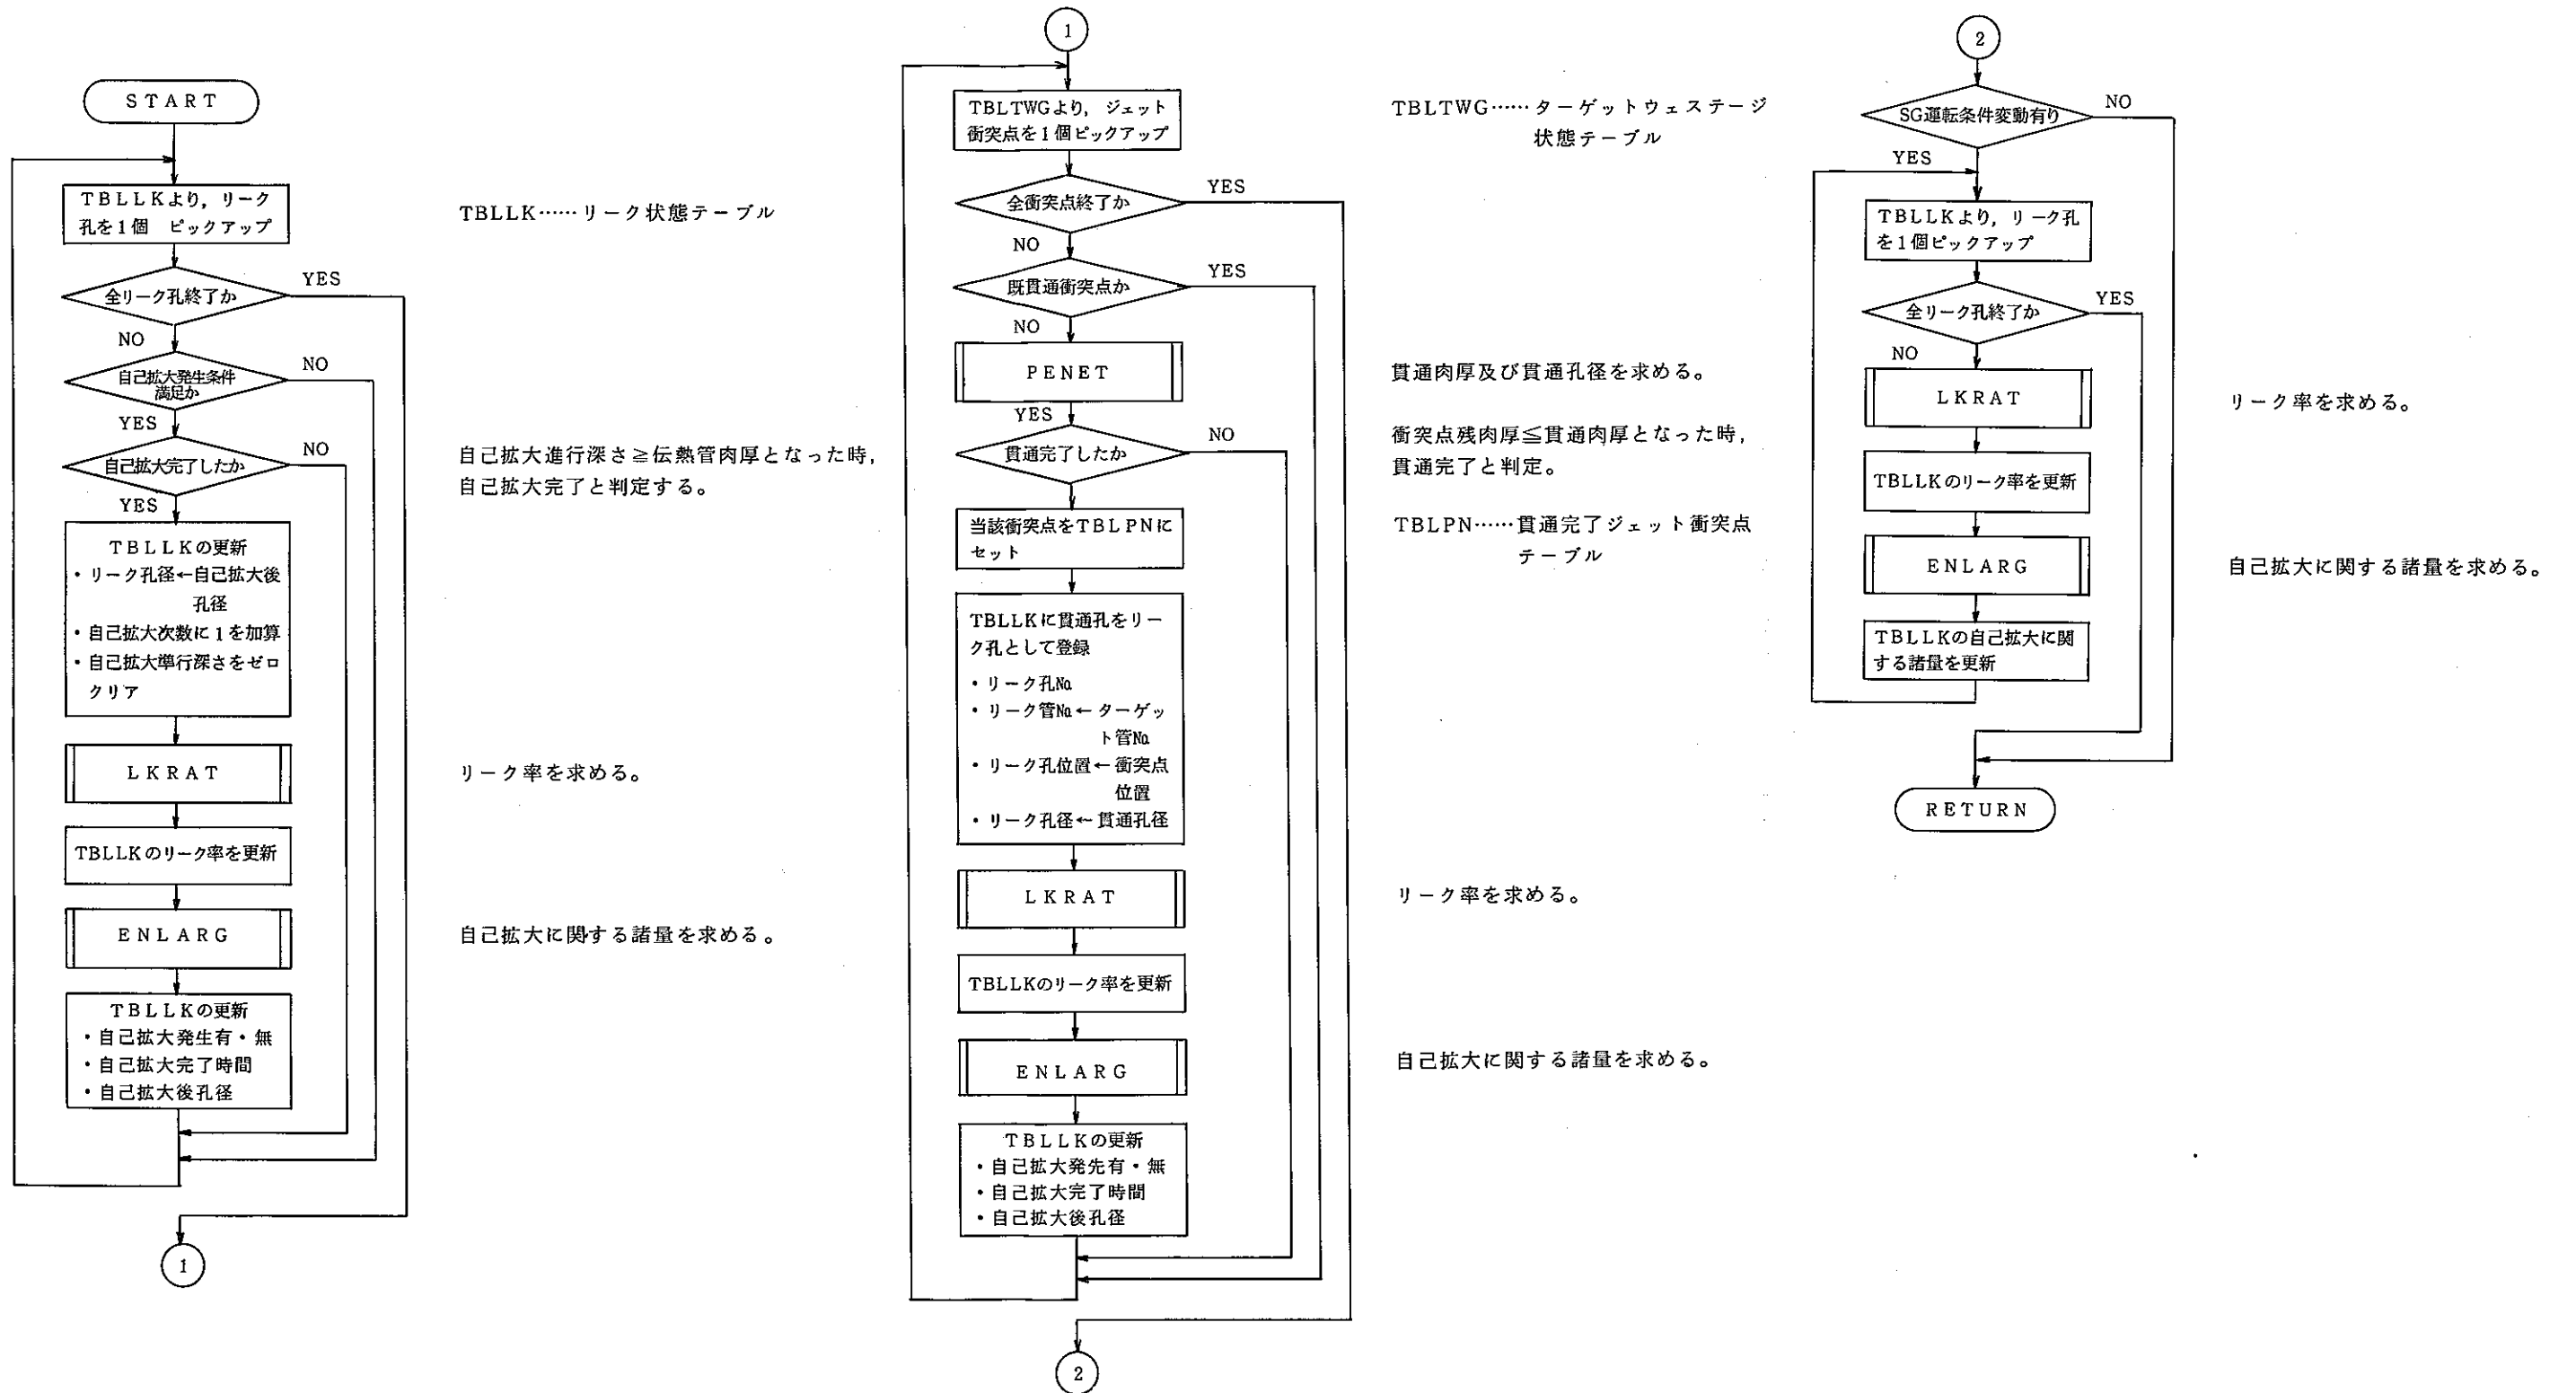 START
TBLLKより，リーク
孔を1個 ピックアップ
TBLLK……リーク状態テーブル
全リーク孔終了か
YES
NO
自己拡大発生条件
満足か
NO
YES
自己拡大完了したか
NO
自己拡大進行深さ≧伝熱管肉厚となった時，
自己拡大完了と判定する。
YES
TBLLKの更新
・リーク孔径←自己拡大後
孔径
・自己拡大次数に1を加算
・自己拡大準行深さをゼロ
クリア
LKRAT
リーク率を求める。
TBLLKのリーク率を更新
ENLARG
自己拡大に関する諸量を求める。
TBLLKの更新
・自己拡大発生有・無
・自己拡大完了時間
・自己拡大後孔径
1
1
TBLTWGより， ジェット
衝突点を1個ピックアップ
TBLTWG……ターゲットウェステージ
状態テーブル
全衝突点終了か
YES
NO
既貫通衝突点か
YES
NO
PENET
貫通肉厚及び貫通孔径を求める。
YES
貫通完了したか
NO
衝突点残肉厚≦貫通肉厚となった時，
貫通完了と判定。
当該衝突点をTBLPNに
セット
TBLPN……貫通完了ジェット衝突点
テーブル
TBLLKに貫通孔をリー
ク孔として登録
・リーク孔№
・リーク管№←ターゲッ
ト管№
・リーク孔位置←衝突点
位置
・リーク孔径←貫通孔径
LKRAT
リーク率を求める。
TBLLKのリーク率を更新
ENLARG
自己拡大に関する諸量を求める。
TBLLKの更新
・自己拡大発先有・無
・自己拡大完了時間
・自己拡大後孔径
2
2
SG運転条件変動有り
NO
YES
TBLLKより，リーク孔
を1個ピックアップ
全リーク孔終了か
YES
NO
LKRAT
リーク率を求める。
TBLLKのリーク率を更新
ENLARG
自己拡大に関する諸量を求める。
TBLLKの自己拡大に関
する諸量を更新
RETURN